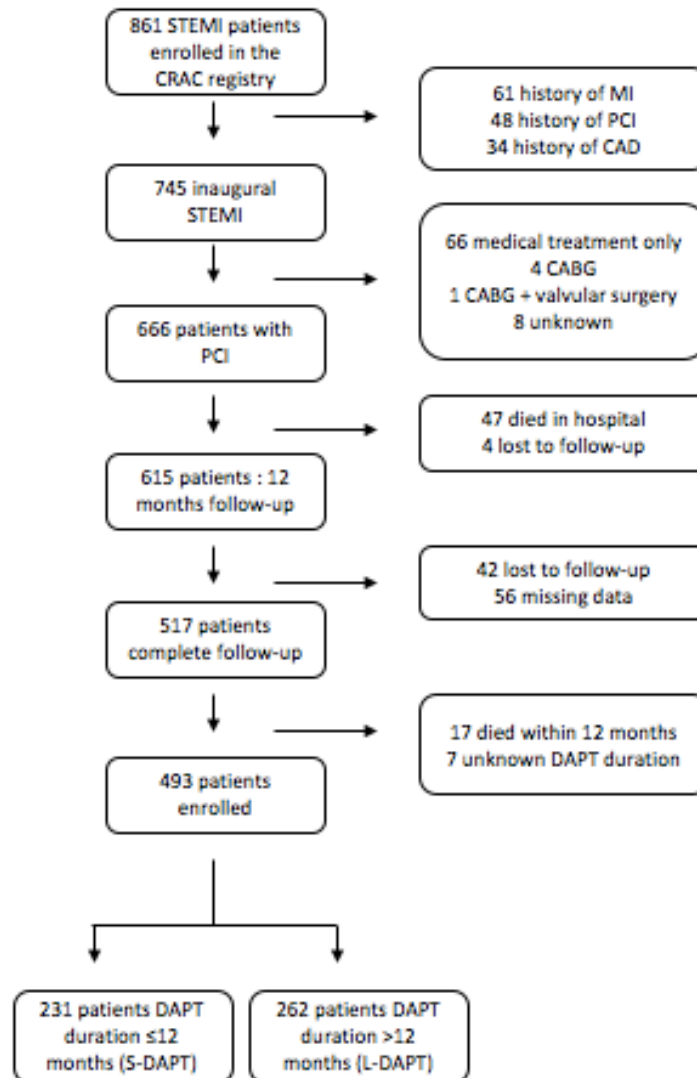 861 STEMI patients
enrolled in the
CRAC registry
61 history of MI
48 history of PCI
34 history of CAD
745 inaugural
STEMI
66 medical treatment only
4 CABG
1 CABG + valvular surgery
8 unknown
666 patients with
PCI
47 died in hospital
4 lost to follow-up
615 patients : 12
months follow-up
42 lost to follow-up
56 missing data
517 patients
complete follow-up
17 died within 12 months
7 unknown DAPT duration
493 patients
enrolled
231 patients DAPT
duration ≤12
months (S-DAPT)
262 patients DAPT
duration >12
months (L-DAPT)